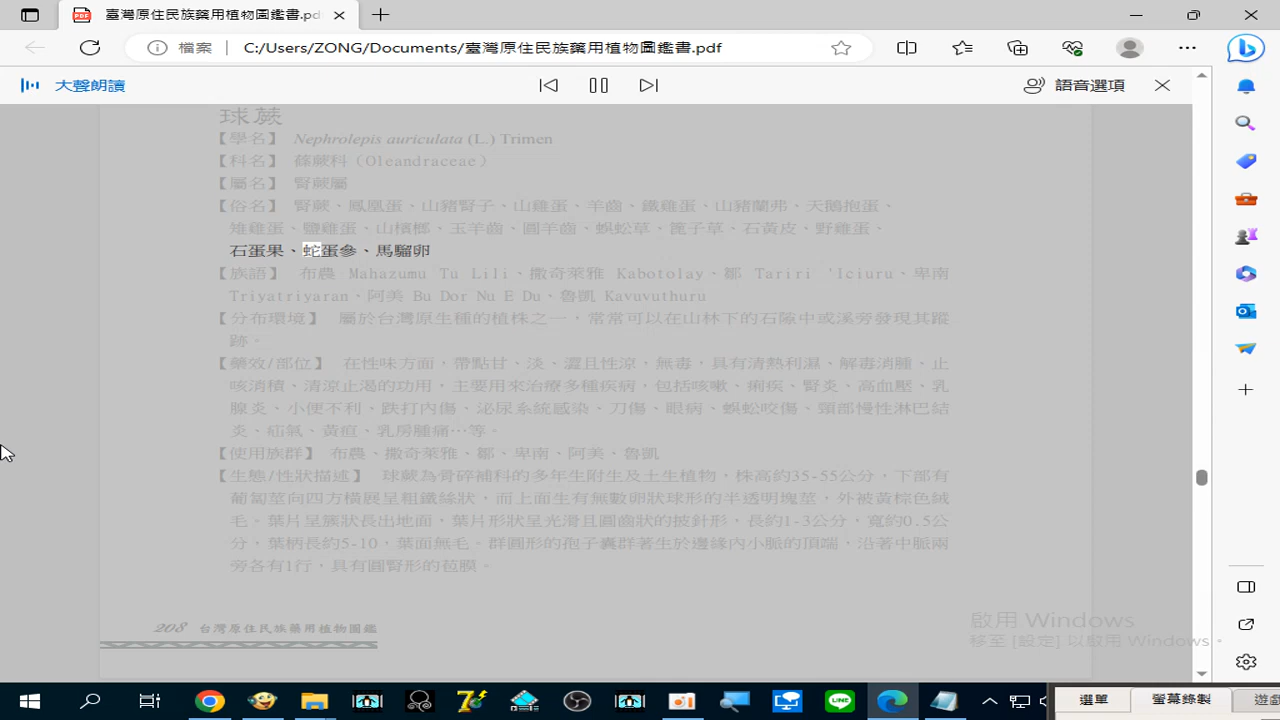 臺灣原住民族藥用植物圖鑑書.pd
檔案 C:/Users/ZONG/Documents/臺灣原住民族藥用植物圖鑑書.pdf
大聲朗讀
語音選項
球蕨
【學名】 Nephrolepis auriculata (L.) Trimen
【科名】 蓧蕨科（Oleandraceae）
【屬名】 腎蕨屬
【俗名】 腎蕨、鳳凰蛋、山豬腎子、山雞蛋、羊齒、鐵雞蛋、山豬蘭弗、天鵝抱蛋、
雉雞蛋、鹽雞蛋、山檳榔、玉羊齒、圓羊齒、蜈蚣草、篦子草、石黃皮、野雞蛋、
石蛋果、蛇蛋參、馬騮卵
【族語】 布農 Mahazumu Tu Lili、撒奇萊雅 Kabotolay、鄒 Tariri 'Iciuru、卑南
Triyatriyaran、阿美 Bu Dor Nu E Du、魯凱 Kavuvuthuru
【分布環境】 屬於台灣原生種的植株之一，常常可以在山林下的石隙中或溪旁發現其蹤
跡。
【藥效/部位】 在性味方面，帶點甘、淡、澀且性涼，無毒，具有清熱利濕、解毒消腫、止
咳消積、清涼止渴的功用，主要用來治療多種疾病，包括咳嗽、痢疾、腎炎、高血壓、乳
腺炎、小便不利、跌打內傷、泌尿系統感染、刀傷、眼病、蜈蚣咬傷、頸部慢性淋巴結
炎、疝氣、黃疸、乳房腫痛…等。
【使用族群】 布農、撒奇萊雅、鄒、卑南、阿美、魯凱
【生態/性狀描述】 球蕨為骨碎補科的多年生附生及土生植物，株高約35-55公分，下部有
葡匐莖向四方橫展呈粗鐵絲狀，而上面生有無數卵狀球形的半透明塊莖，外被黃棕色絨
毛。葉片呈簇狀長出地面，葉片形狀呈光滑且圓齒狀的披針形，長約1-3公分，寬約0.5公
分，葉柄長約5-10，葉面無毛。群圓形的孢子囊群著生於邊緣內小脈的頂端，沿著中脈兩
旁各有1行，具有圓腎形的苞膜。
208 台灣原住民族藥用植物圖鑑
啟用 Windows
移至 [設定] 以啟用 Windows。
LINE
選單
螢幕錄製
遊戲